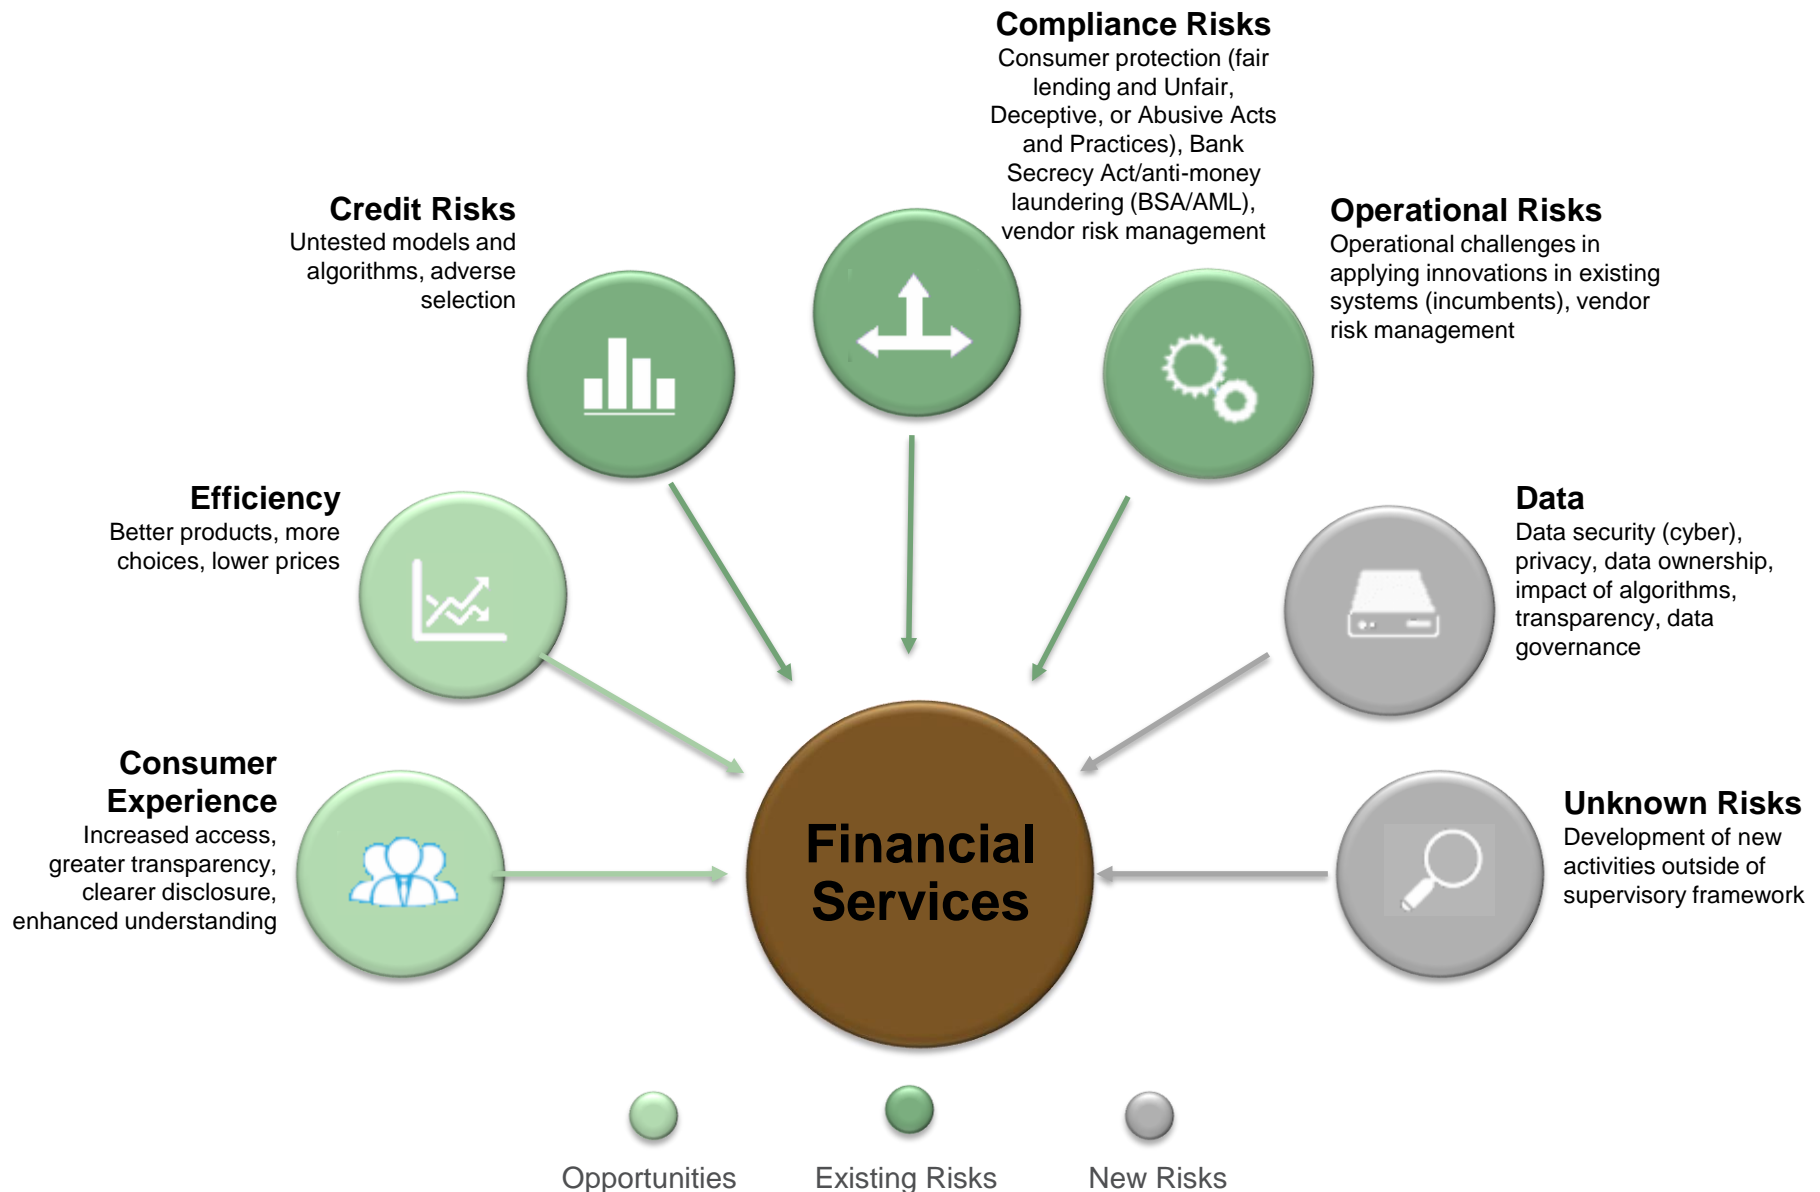 Compliance Risks
Consumer protection (fair
lending and Unfair,
Deceptive, or Abusive Acts
and Practices), Bank
Secrecy Act/anti-money
laundering (BSA/AML),
vendor risk management
Credit Risks
Untested models and
algorithms, adverse
selection
Operational Risks
Operational challenges in
applying innovations in existing
systems (incumbents), vendor
risk management
Efficiency
Better products, more
choices, lower prices
Data
Data security (cyber),
privacy, data ownership,
impact of algorithms,
transparency, data
governance
Consumer
Experience
Increased access,
greater transparency,
clearer disclosure,
enhanced understanding
Unknown Risks
Development of new
activities outside of
supervisory framework
Financial
Services
Opportunities
Existing Risks
New Risks